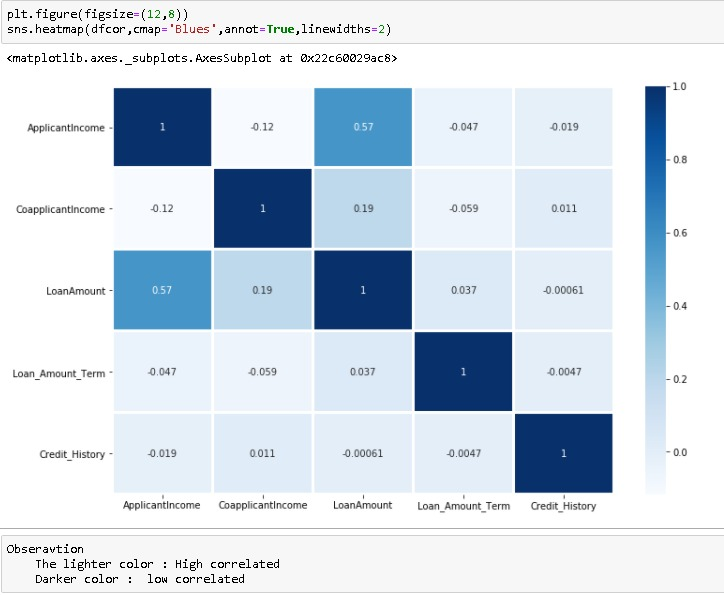 plt.figure(figsize=(12,8))
sns.heatmap(dfcor,cmap='Blues',annot=True,linewidths=2)
<matplotlib.axes._subplots.AxesSubplot at 0x22c60029ac8>
1.0
ApplicantIncome 1 -0.12 0.57 -0.047 -0.019
0.8
CoapplicantIncome -0.12 1 0.19 -0.059 0.011
0.6
LoanAmount 0.57 0.19 1 0.037 -0.00061
0.4
Loan_Amount_Term -0.047 -0.059 0.037 1 -0.0047
0.2
Credit_History -0.019 0.011 -0.00061 -0.0047 1
0.0
ApplicantIncome CoapplicantIncome LoanAmount Loan_Amount_Term Credit_History
Obseravtion
The lighter color : High correlated
Darker color : low correlated